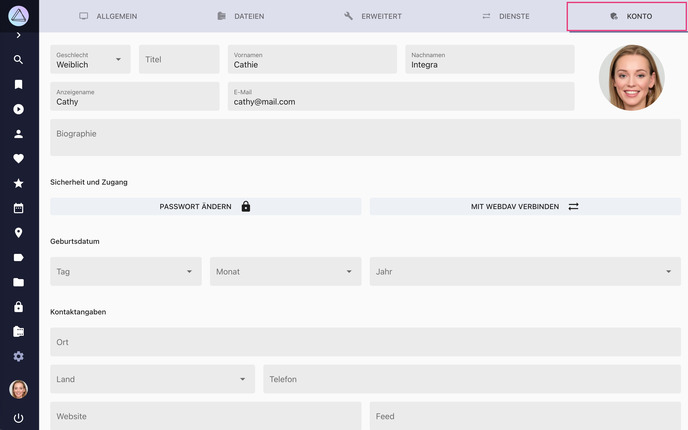 ALLGEMEIN DATEIEN ERWEITERT DIENSTE KONTO
Geschlecht Vornamen Nachnamen
Weiblich Titel Cathie Integra
Anzeigename E-Mail
Cathy cathy@mail.com
Biographie
Sicherheit und Zugang
PASSWORT ÄNDERN MIT WEBDAV VERBINDEN
Geburtsdatum
Tag Monat Jahr
Kontaktangaben
Ort
Land Telefon
Website Feed